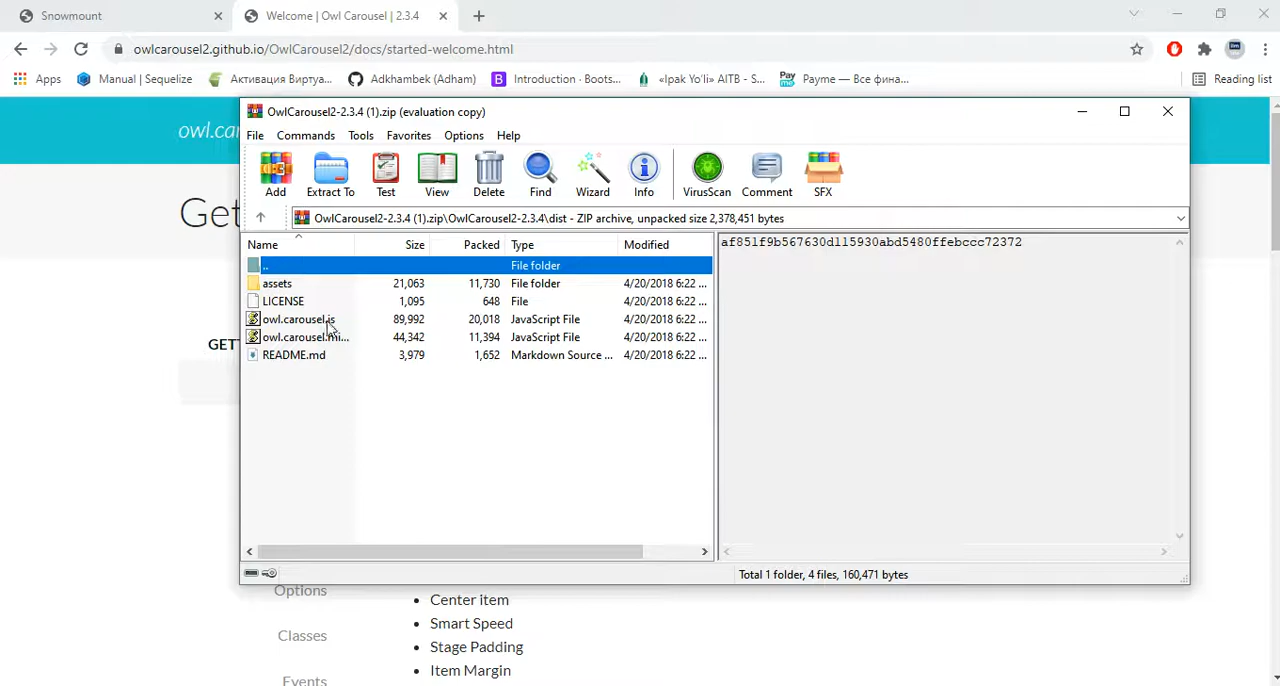 Snowmount
Welcome | Owl Carousel | 2.3.4
owlcarousel2.github.io/OwlCarousel2/docs/started-welcome.html
Apps
Manual | Sequelize
Активация Виртуа...
Adkhambek (Adham)
Introduction · Boots...
«Ipak Yo'li» AITB - S...
Payme — Все фина...
Reading list
owl.ca
OwlCarousel2-2.3.4 (1).zip (evaluation copy)
File Commands Tools Favorites Options Help
Add Extract To Test View Delete Find Wizard Info VirusScan Comment SFX
OwlCarousel2-2.3.4 (1).zip\OwlCarousel2-2.3.4\dist - ZIP archive, unpacked size 2,378,451 bytes
Get
Name Size Packed Type Modified
.. File folder
assets 21,063 11,730 File folder 4/20/2018 6:22 ...
LICENSE 1,095 648 File 4/20/2018 6:22 ...
owl.carousel.js 89,992 20,018 JavaScript File 4/20/2018 6:22 ...
owl.carousel.mi... 44,342 11,394 JavaScript File 4/20/2018 6:22 ...
README.md 3,979 1,652 Markdown Source ... 4/20/2018 6:22 ...
af851f9b567630d115930abd5480ffebccc72372
GETT
Total 1 folder, 4 files, 160,471 bytes
Options
Classes
Events
Center item
Smart Speed
Stage Padding
Item Margin